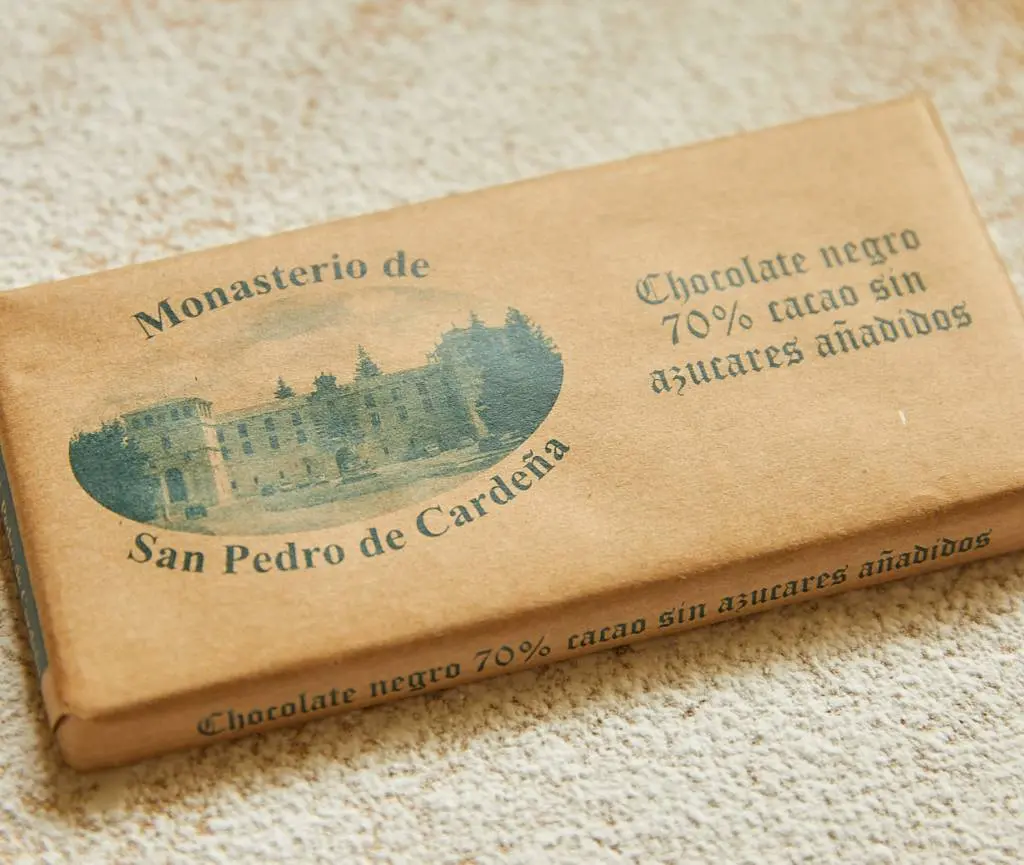 Monasterio de
San Pedro de Cardeña
Chocolate negro
70% cacao sin
azucares añadidos
Chocolate negro 70% cacao sin azucares añadidos